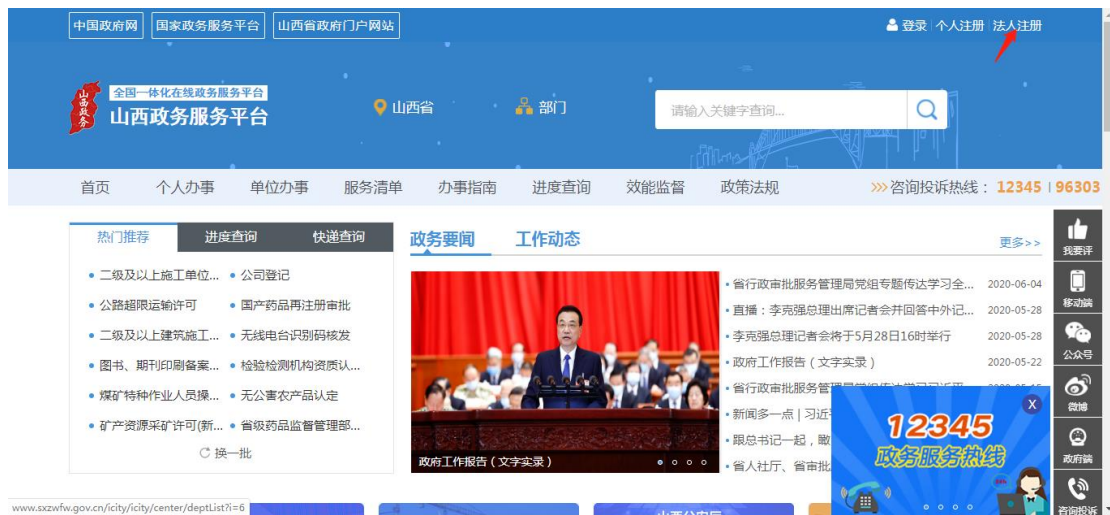 中国政府网 国家政务服务平台 山西省政府门户网站 登录 个人注册 法人注册
山西政务
全国一体化在线政务服务平台
山西政务服务平台
山西省 部门 请输入关键字查询...
首页 个人办事 单位办事 服务清单 办事指南 进度查询 效能监督 政策法规 >>>咨询投诉热线：12345 | 96303
热门推荐 进度查询 快递查询
二级及以上施工单位... 公司登记
公路超限运输许可 国产药品再注册审批
二级及以上建筑施工... 无线电台识别码核发
图书、期刊印刷备案... 检验检测机构资质认...
煤矿特种作业人员操... 无公害农产品认定
矿产资源采矿许可(新... 省级药品监督管理部...
换一批
政务要闻 工作动态 更多>>
政府工作报告（文字实录）
省行政审批服务管理局党组专题传达学习全... 2020-06-04
直播：李克强总理出席记者会并回答中外记... 2020-05-28
李克强总理记者会将于5月28日16时举行 2020-05-28
政府工作报告（文字实录） 2020-05-22
省行政审批服务管
新闻多一点 | 习近
跟总书记一起，瞰
省人社厅、省审批
X
12345
政务服务热线
我要评
移动端
公众号
微博
政府端
咨询投诉
www.sxzwfw.gov.cn/icity/icity/center/deptList?i=6